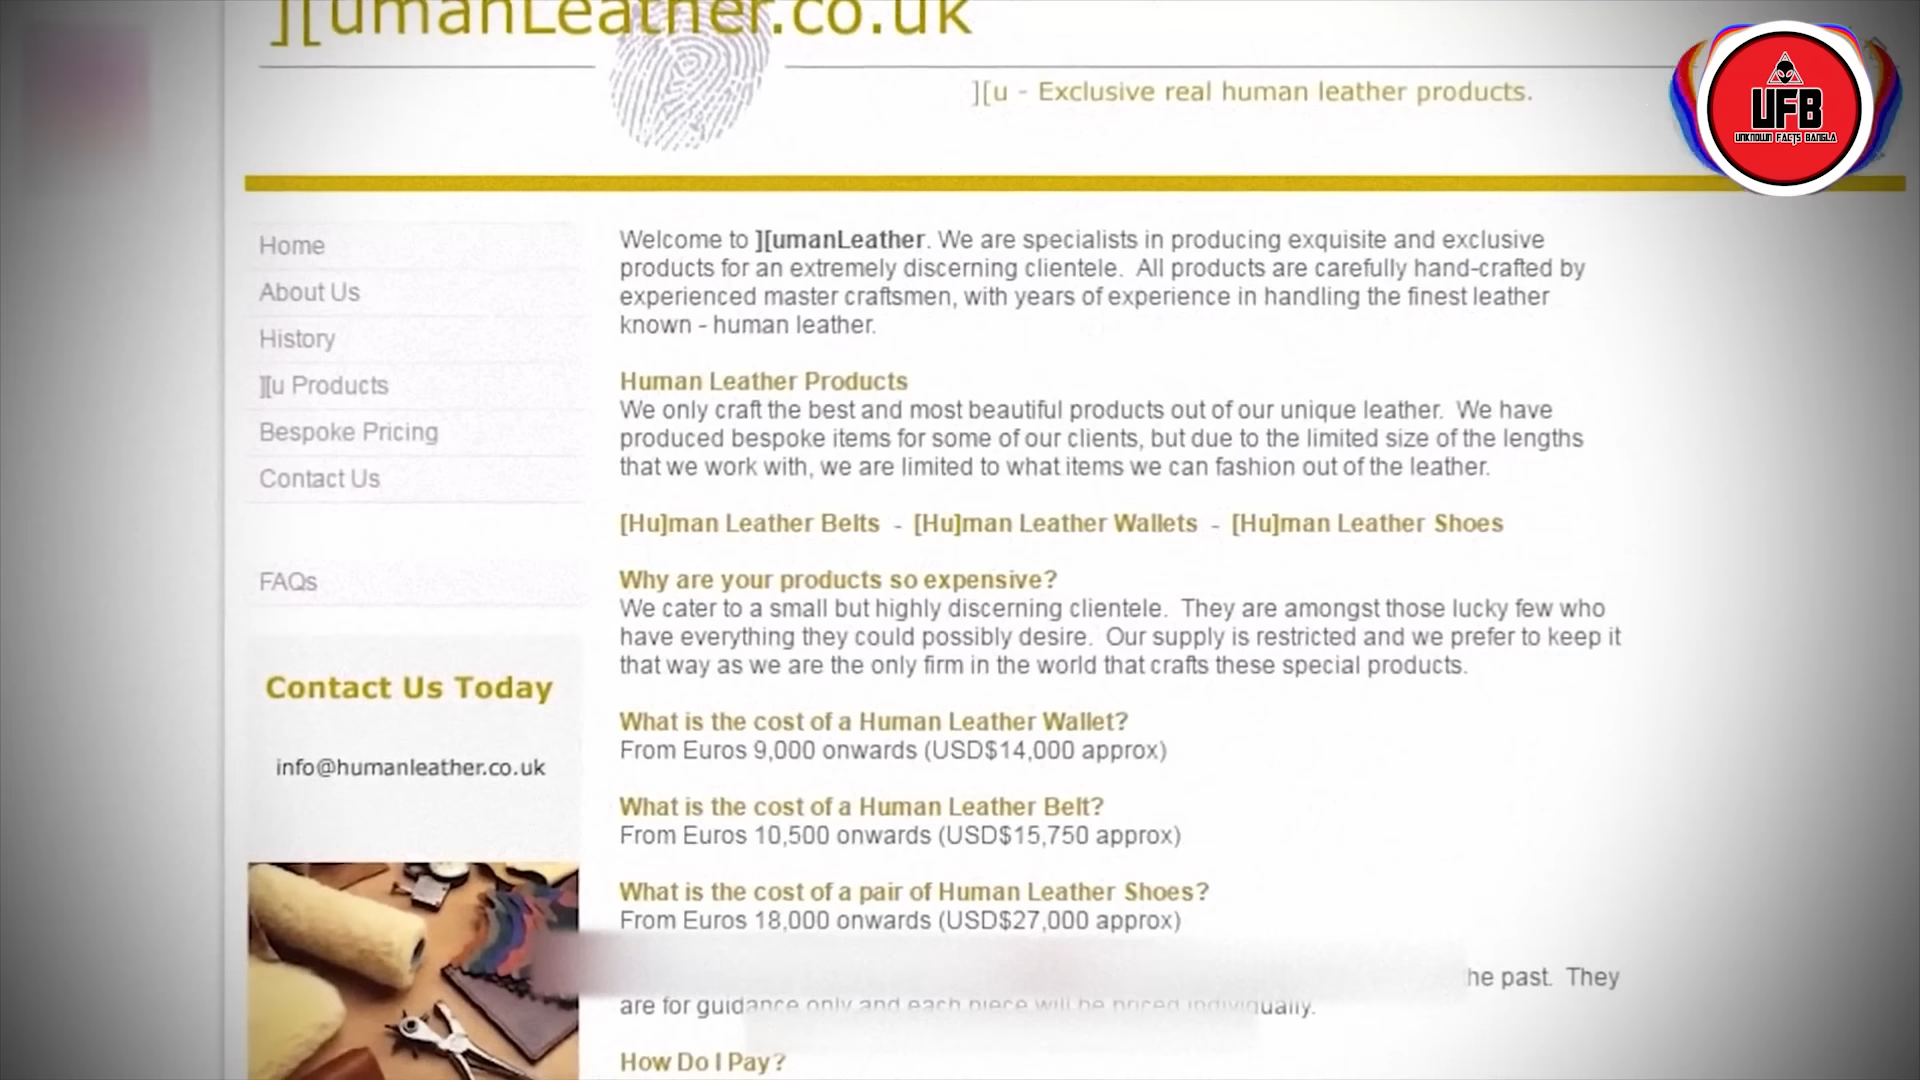 ][umanLeather.co.uk
][u - Exclusive real human leather products.
UFB
UNKNOWN FACTS BANGLA
Home
About Us
History
][u Products
Bespoke Pricing
Contact Us
FAQs
Contact Us Today
info@humanleather.co.uk
Welcome to ][umanLeather. We are specialists in producing exquisite and exclusive
products for an extremely discerning clientele. All products are carefully hand-crafted by
experienced master craftsmen, with years of experience in handling the finest leather
known - human leather.
Human Leather Products
We only craft the best and most beautiful products out of our unique leather. We have
produced bespoke items for some of our clients, but due to the limited size of the lengths
that we work with, we are limited to what items we can fashion out of the leather.
[Hu]man Leather Belts - [Hu]man Leather Wallets - [Hu]man Leather Shoes
Why are your products so expensive?
We cater to a small but highly discerning clientele. They are amongst those lucky few who
have everything they could possibly desire. Our supply is restricted and we prefer to keep it
that way as we are the only firm in the world that crafts these special products.
What is the cost of a Human Leather Wallet?
From Euros 9,000 onwards (USD$14,000 approx)
What is the cost of a Human Leather Belt?
From Euros 10,500 onwards (USD$15,750 approx)
What is the cost of a pair of Human Leather Shoes?
From Euros 18,000 onwards (USD$27,000 approx)
the past. They
are for guidance only and each piece will be priced individually.
How Do I Pay?